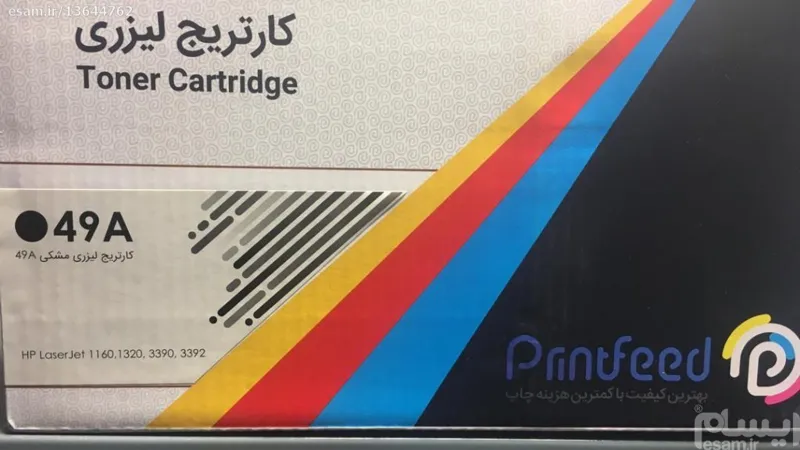 esam.ir/13644762
کارتریج لیزری
Toner Cartridge
49A
کارتریج لیزری مشکی 49A
HP LaserJet 1160,1320, 3390, 3392
Printfeed
بهترین کیفیت با کمترین هزینه چاپ
ایسام
esam.ir